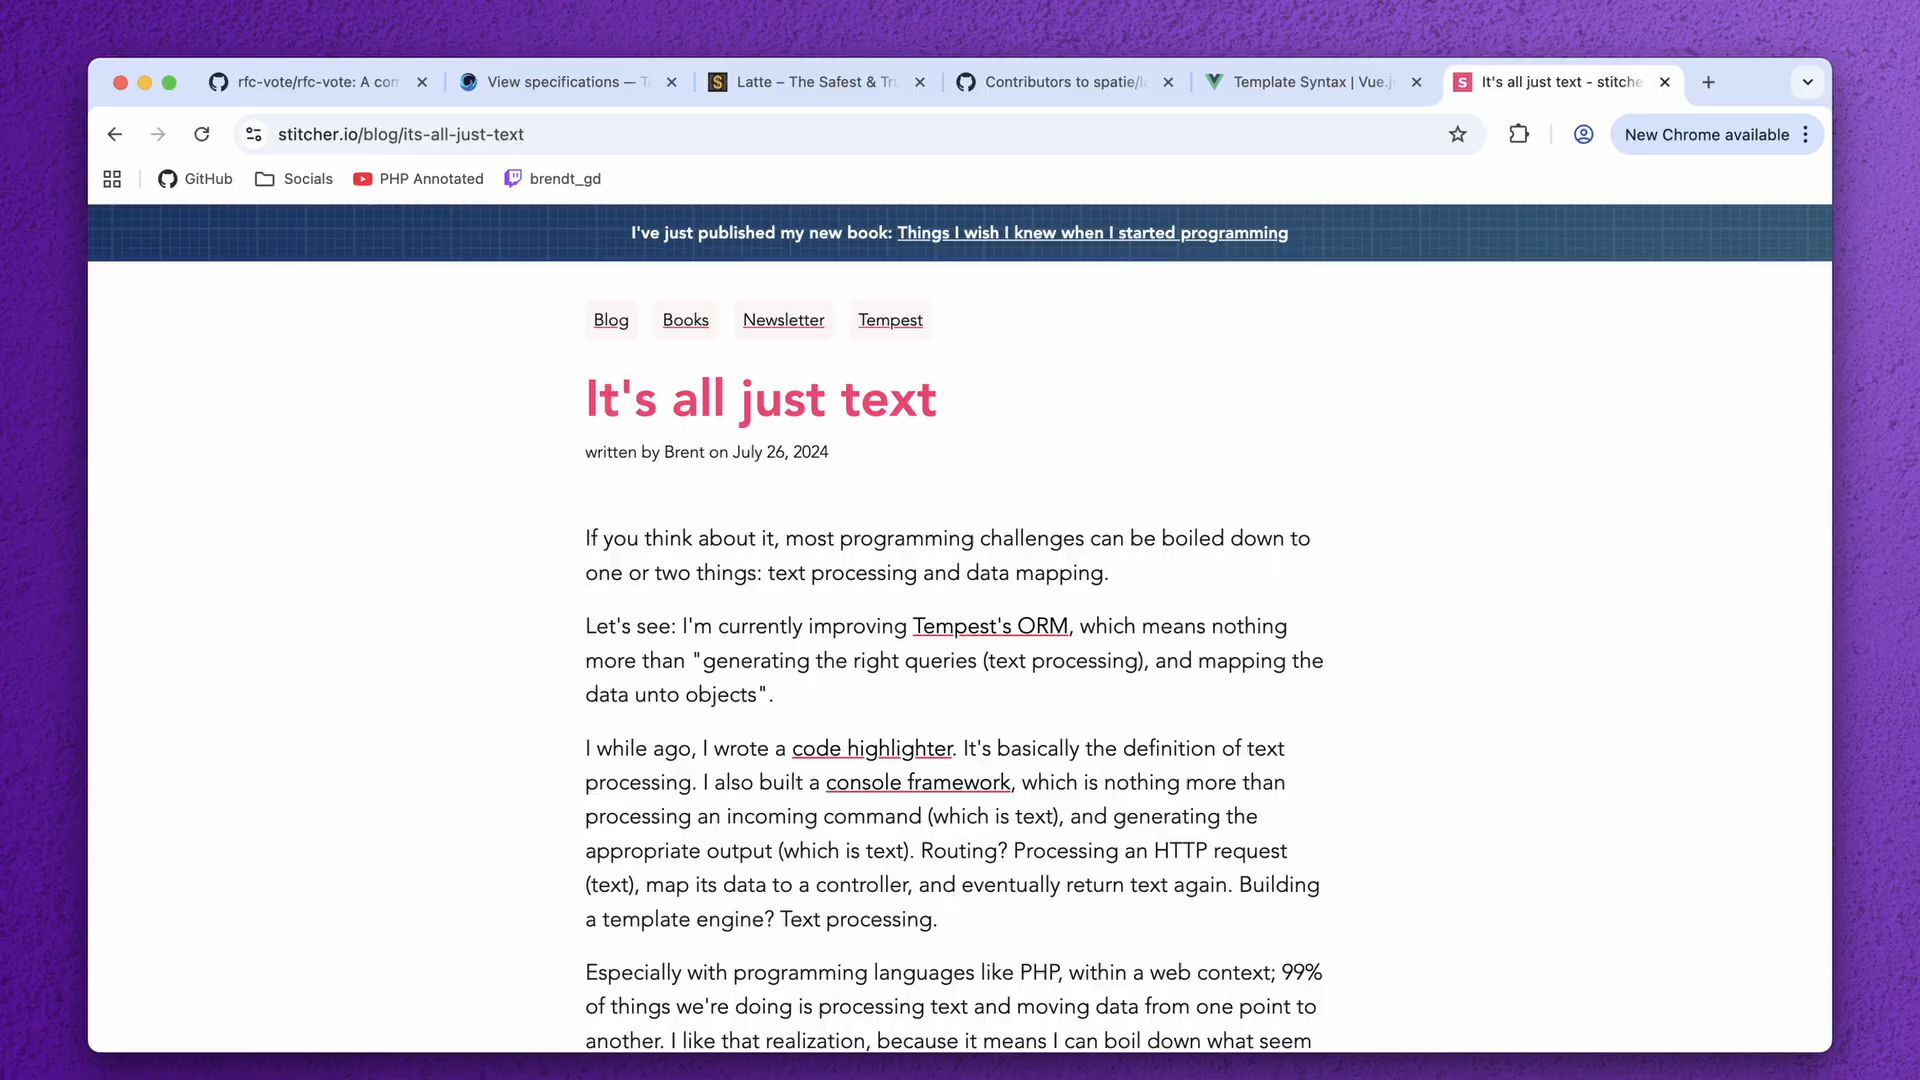 rfc-vote/rfc-vote: A com
View specifications — T
Latte – The Safest & Tru
Contributors to spatie/l
Template Syntax | Vue.js
S It's all just text - stitche
stitcher.io/blog/its-all-just-text
New Chrome available
GitHub
Socials
PHP Annotated
brendt_gd
I've just published my new book: Things I wish I knew when I started programming
Blog
Books
Newsletter
Tempest
It's all just text
written by Brent on July 26, 2024
If you think about it, most programming challenges can be boiled down to
one or two things: text processing and data mapping.
Let's see: I'm currently improving Tempest's ORM, which means nothing
more than "generating the right queries (text processing), and mapping the
data unto objects".
I while ago, I wrote a code highlighter. It's basically the definition of text
processing. I also built a console framework, which is nothing more than
processing an incoming command (which is text), and generating the
appropriate output (which is text). Routing? Processing an HTTP request
(text), map its data to a controller, and eventually return text again. Building
a template engine? Text processing.
Especially with programming languages like PHP, within a web context; 99%
of things we're doing is processing text and moving data from one point to
another. I like that realization, because it means I can boil down what seem